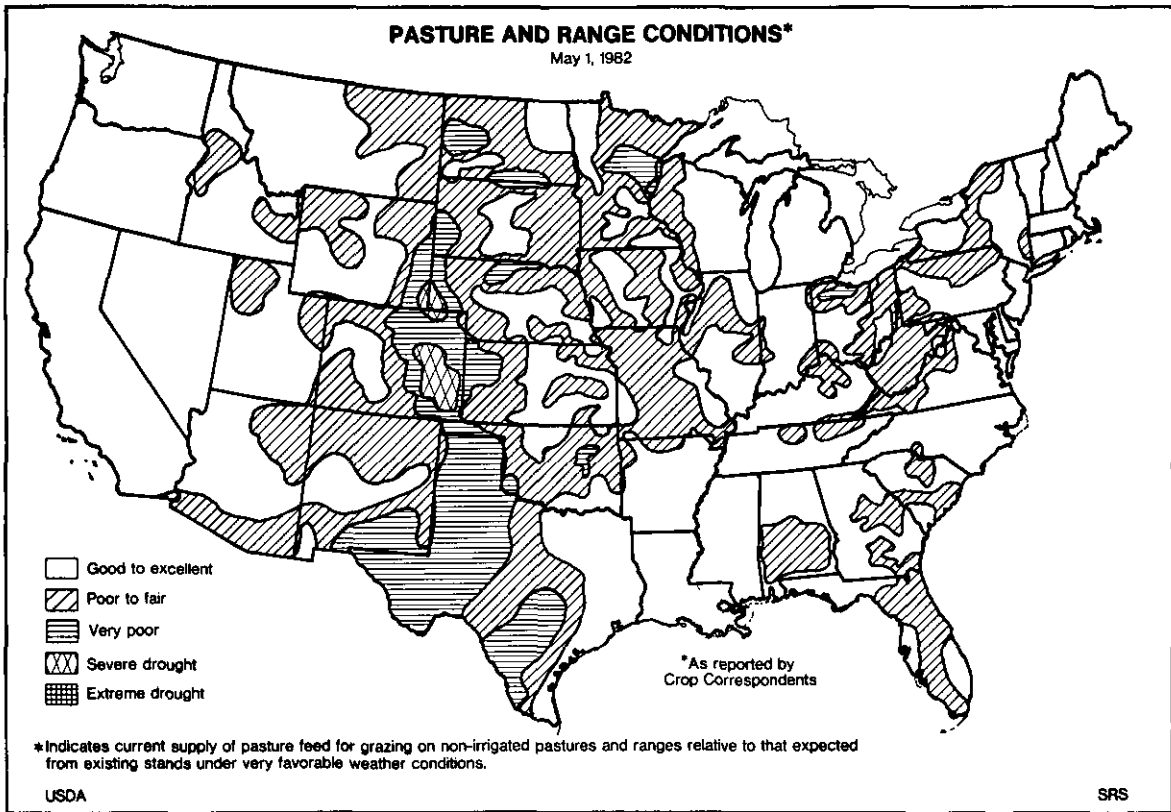 PASTURE AND RANGE CONDITIONS*
May 1, 1982
Good to excellent
Poor to fair
Very poor
Severe drought
Extreme drought
*As reported by
Crop Correspondents
*Indicates current supply of pasture feed for grazing on non-irrigated pastures and ranges relative to that expected
from existing stands under very favorable weather conditions.
USDA
SRS